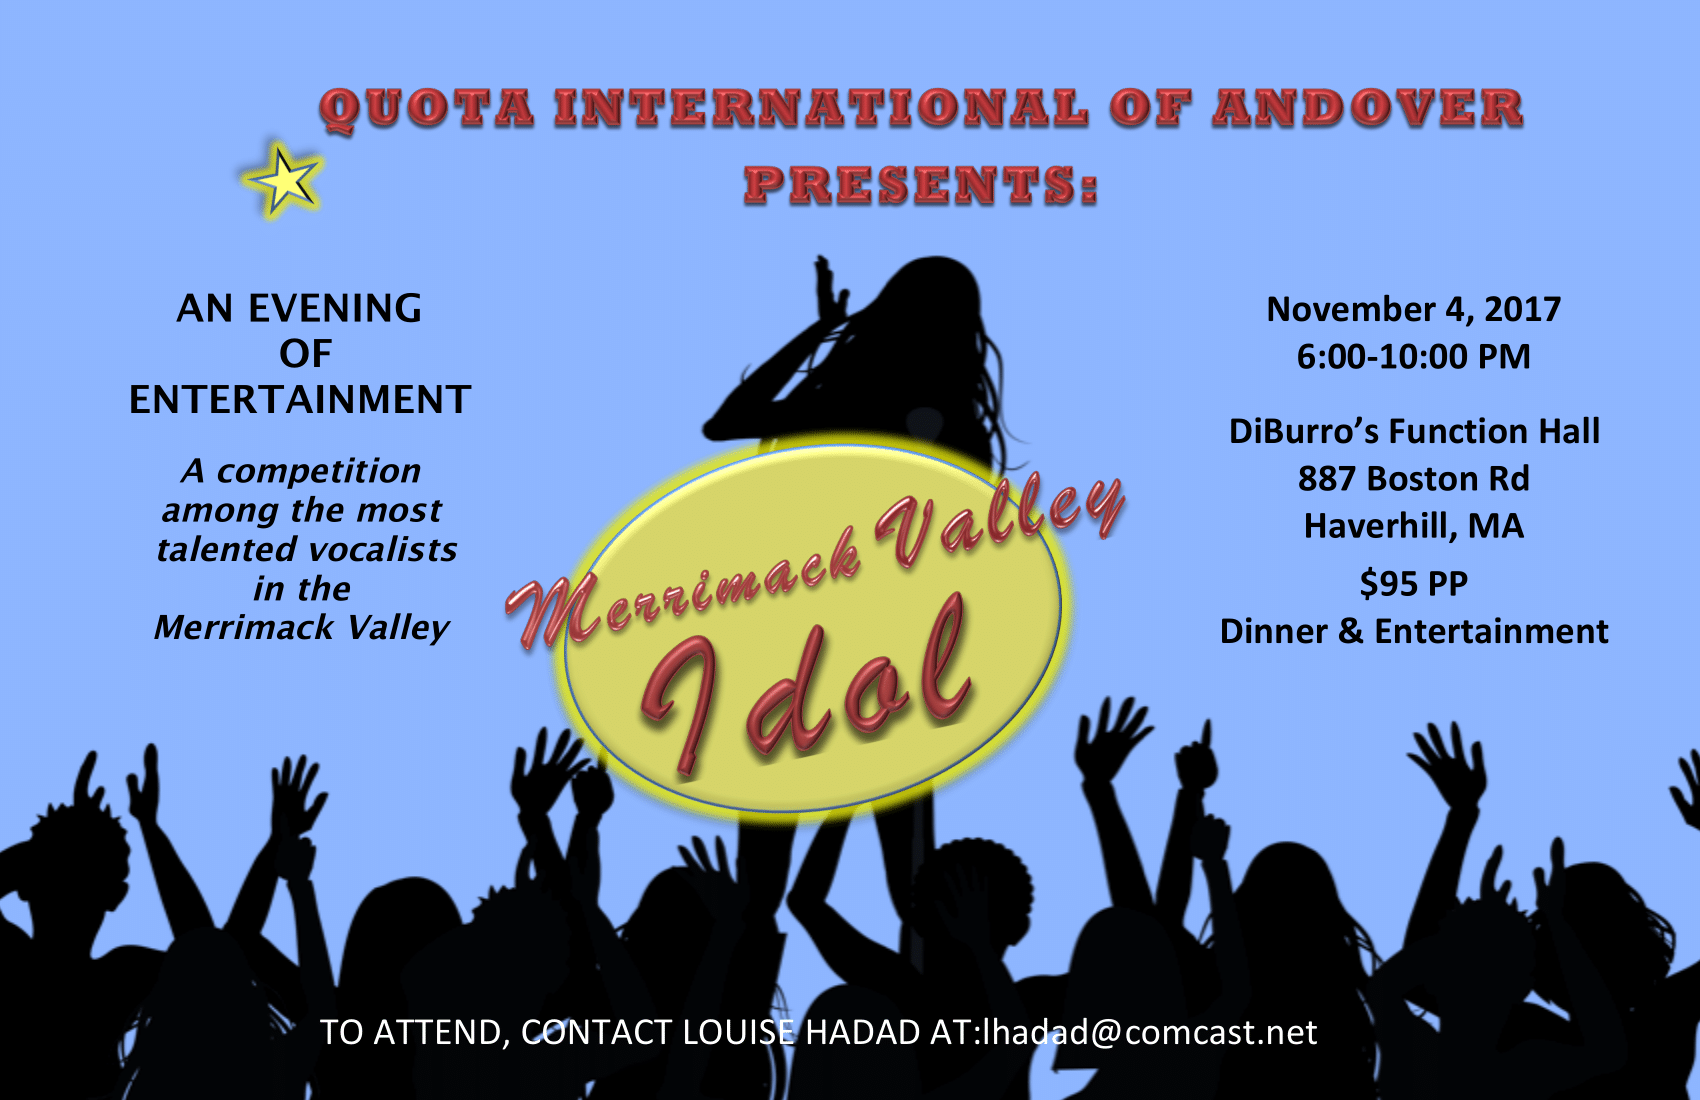 QUOTA INTERNATIONAL OF ANDOVER
PRESENTS:
AN EVENING
OF
ENTERTAINMENT
A competition
among the most
talented vocalists
in the
Merrimack Valley
Merrimack Valley
Idol
November 4, 2017
6:00-10:00 PM
DiBurro’s Function Hall
887 Boston Rd
Haverhill, MA
$95 PP
Dinner & Entertainment
TO ATTEND, CONTACT LOUISE HADAD AT:lhadad@comcast.net